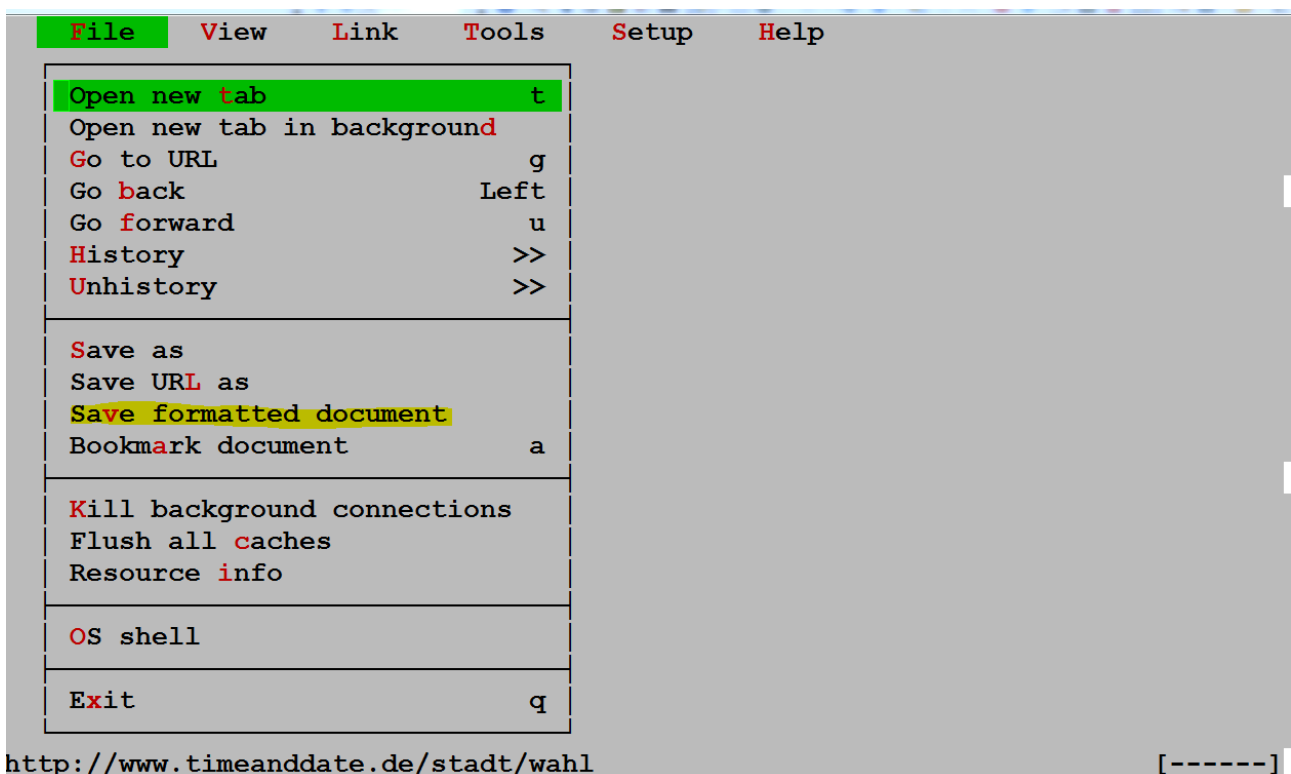 File View Link Tools Setup Help
Open new tab t
Open new tab in background
Go to URL g
Go back Left
Go forward u
History >>
Unhistory >>
Save as
Save URL as
Save formatted document
Bookmark document a
Kill background connections
Flush all caches
Resource info
OS shell
Exit q
http://www.timeanddate.de/stadt/wahl [------]